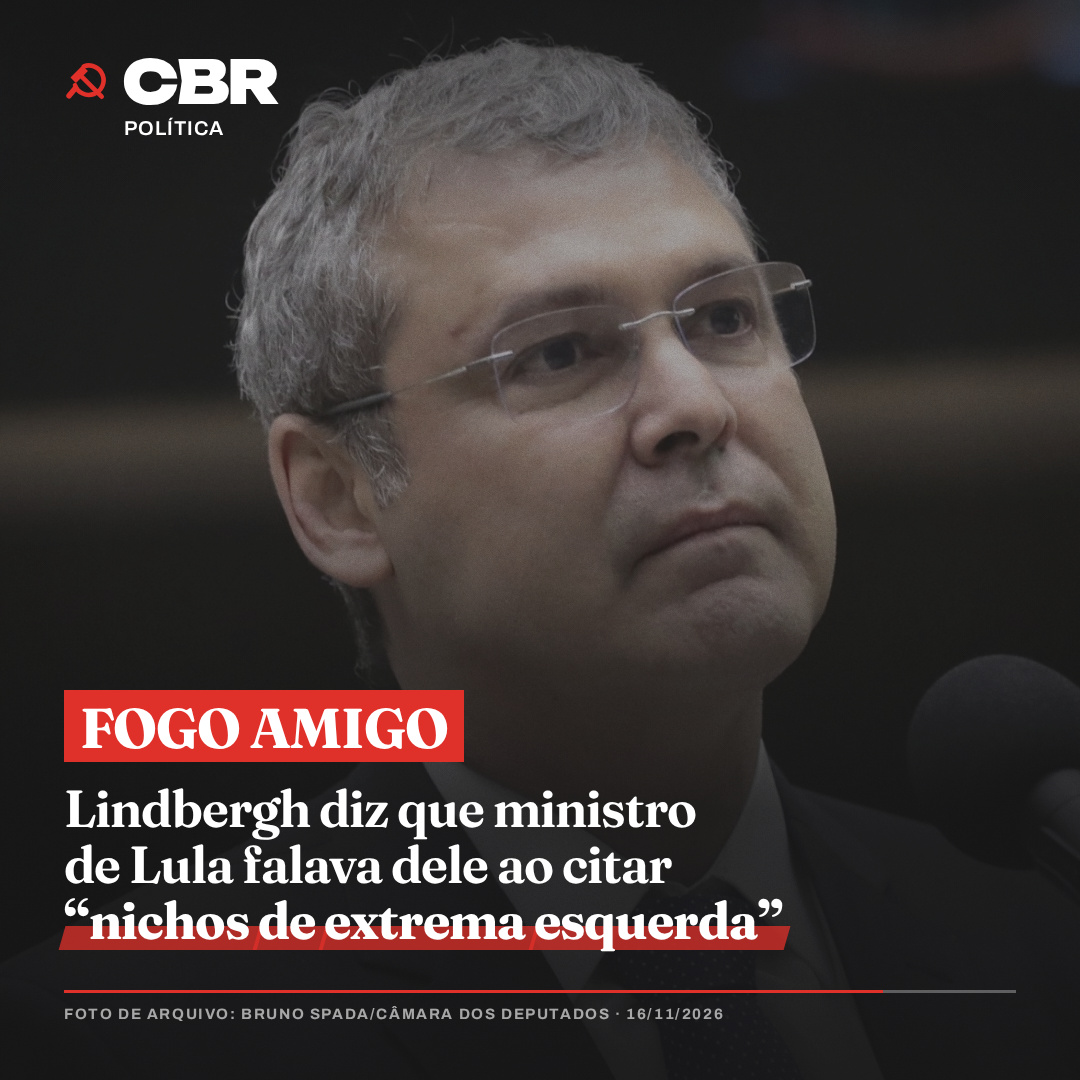 CBR
POLÍTICA
FOGO AMIGO
Lindbergh diz que ministro
de Lula falava dele ao citar
“nichos de extrema esquerda”
FOTO DE ARQUIVO: BRUNO SPADA/CÂMARA DOS DEPUTADOS · 16/11/2026